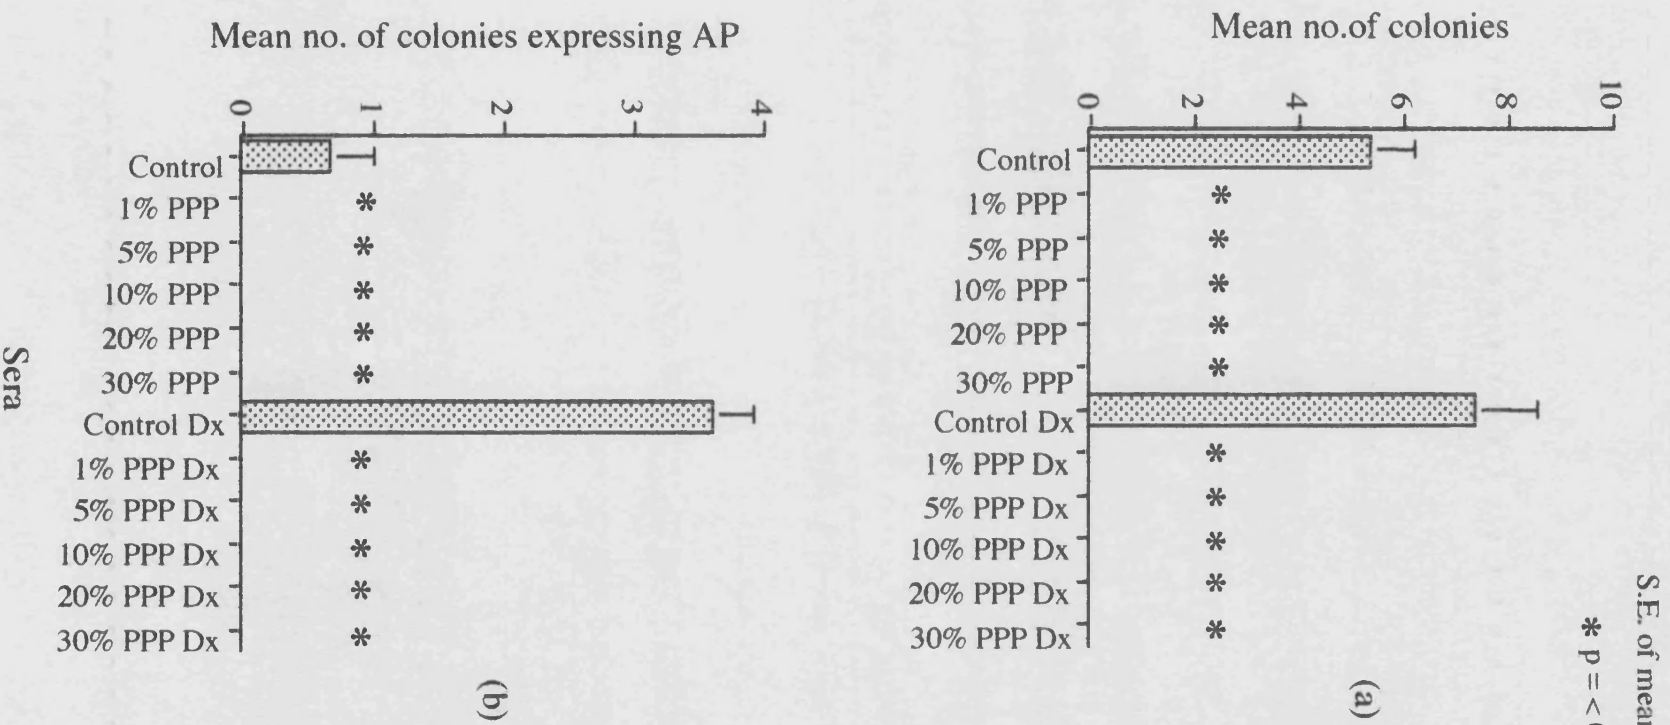 S.E. of mean
* p = <
(a)
Mean no.of colonies
0 2 4 6 8 10
Control
1% PPP *
5% PPP *
10% PPP *
20% PPP *
30% PPP *
Control Dx
1% PPP Dx *
5% PPP Dx *
10% PPP Dx *
20% PPP Dx *
30% PPP Dx *
(b)
Mean no. of colonies expressing AP
0 1 2 3 4
Control
1% PPP *
5% PPP *
10% PPP *
20% PPP *
30% PPP *
Control Dx
1% PPP Dx *
5% PPP Dx *
10% PPP Dx *
20% PPP Dx *
30% PPP Dx *
Sera